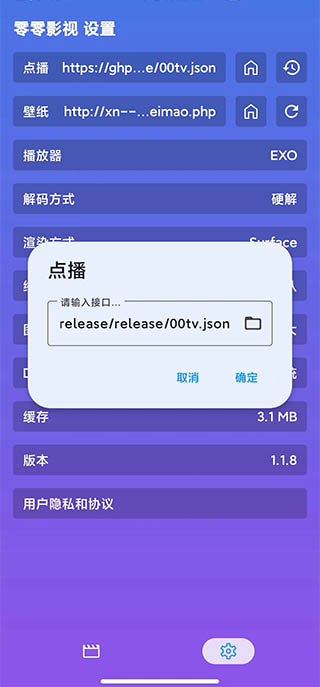 零零影视 设置
点播 https://ghp...e/00tv.json
壁纸 http://xn--...eimao.php
播放器 EXO
解码方式 硬解
渲染方式 Surface
点播
请输入接口...
release/release/00tv.json
取消 确定
缓存 3.1 MB
版本 1.1.8
用户隐私和协议